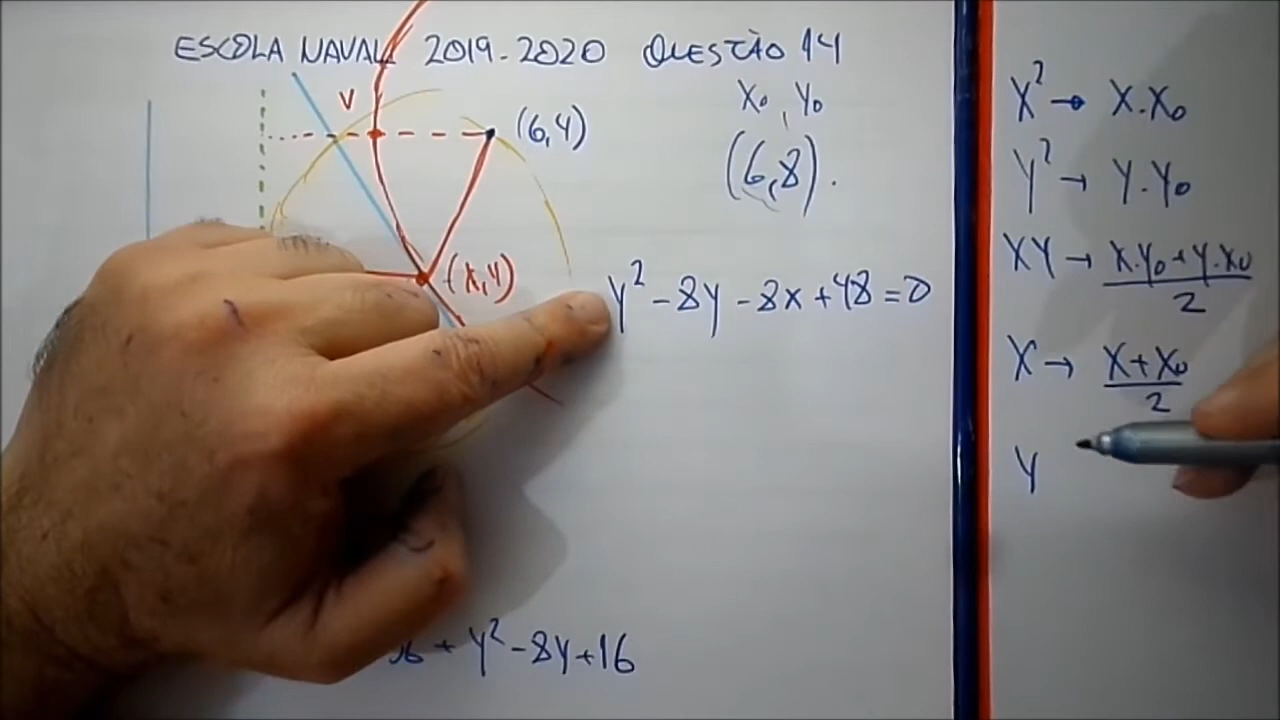 ESCOLA NAVAL 2019-2020 QUESTÃO 14
V
(6,4)
(X,Y)
X₀, Y₀
(6,8).
Y² - 8Y - 8X + 48 = 0
+ Y² - 8Y + 16
X² → X.X₀
Y² → Y.Y₀
XY → X.Y₀+Y.X₀
2
X → X+X₀
2
Y